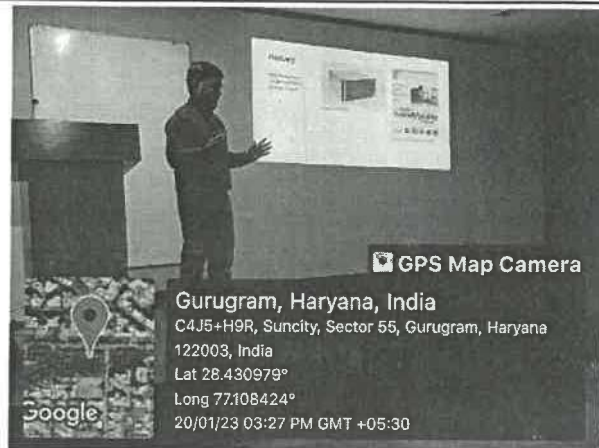 GPS Map Camera
Gurugram, Haryana, India
C4J5+H9R, Suncity, Sector 55, Gurugram, Haryana
122003, India
Lat 28.430979°
Long 77.108424°
20/01/23 03:27 PM GMT +05:30
Google